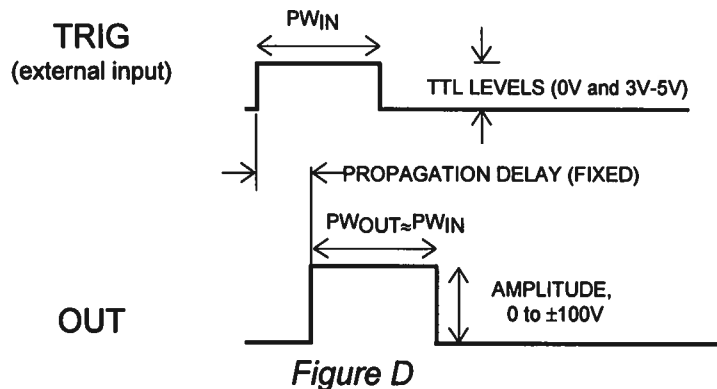 PWIN
TRIG
(external input)
TTL LEVELS (0V and 3V-5V)
PROPAGATION DELAY (FIXED)
PWOUT≈PWIN
AMPLITUDE,
0 to ±100V
OUT
Figure D